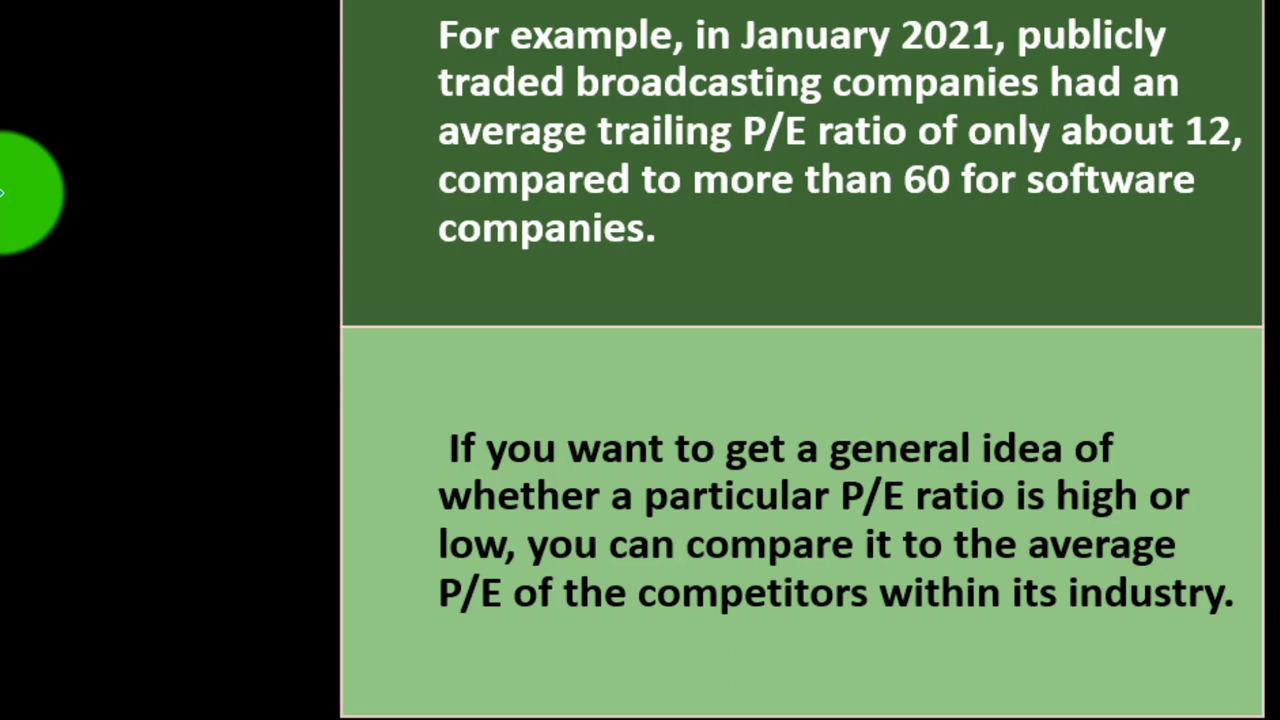 For example, in January 2021, publicly
traded broadcasting companies had an
average trailing P/E ratio of only about 12,
compared to more than 60 for software
companies.
If you want to get a general idea of
whether a particular P/E ratio is high or
low, you can compare it to the average
P/E of the competitors within its industry.